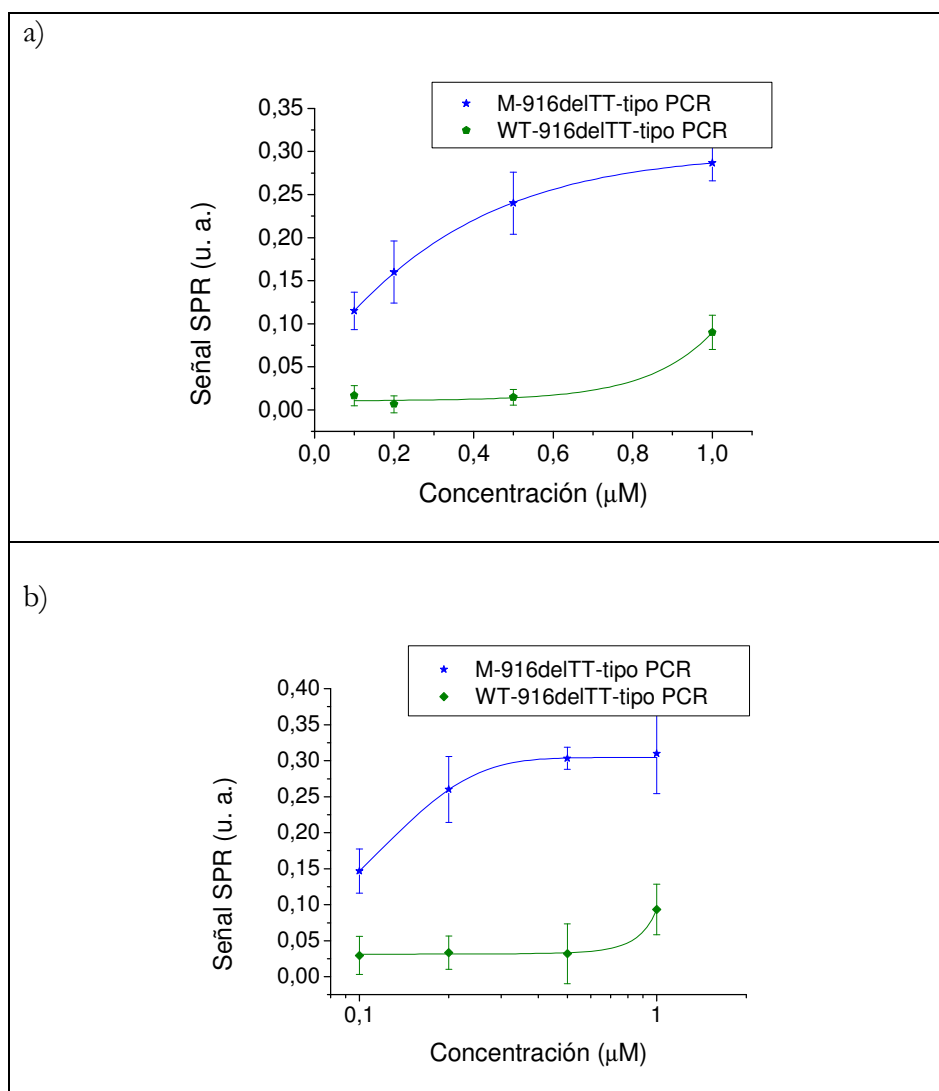 a)
M-916delTT-tipo PCR
WT-916delTT-tipo PCR
0,35
0,30
0,25
0,20
0,15
0,10
0,05
0,00
Señal SPR (u. a.)
0,0 0,2 0,4 0,6 0,8 1,0
Concentración (μM)
b)
M-916delTT-tipo PCR
WT-916delTT-tipo PCR
0,40
0,35
0,30
0,25
0,20
0,15
0,10
0,05
0,00
Señal SPR (u. a.)
0,1 1
Concentración (μM)